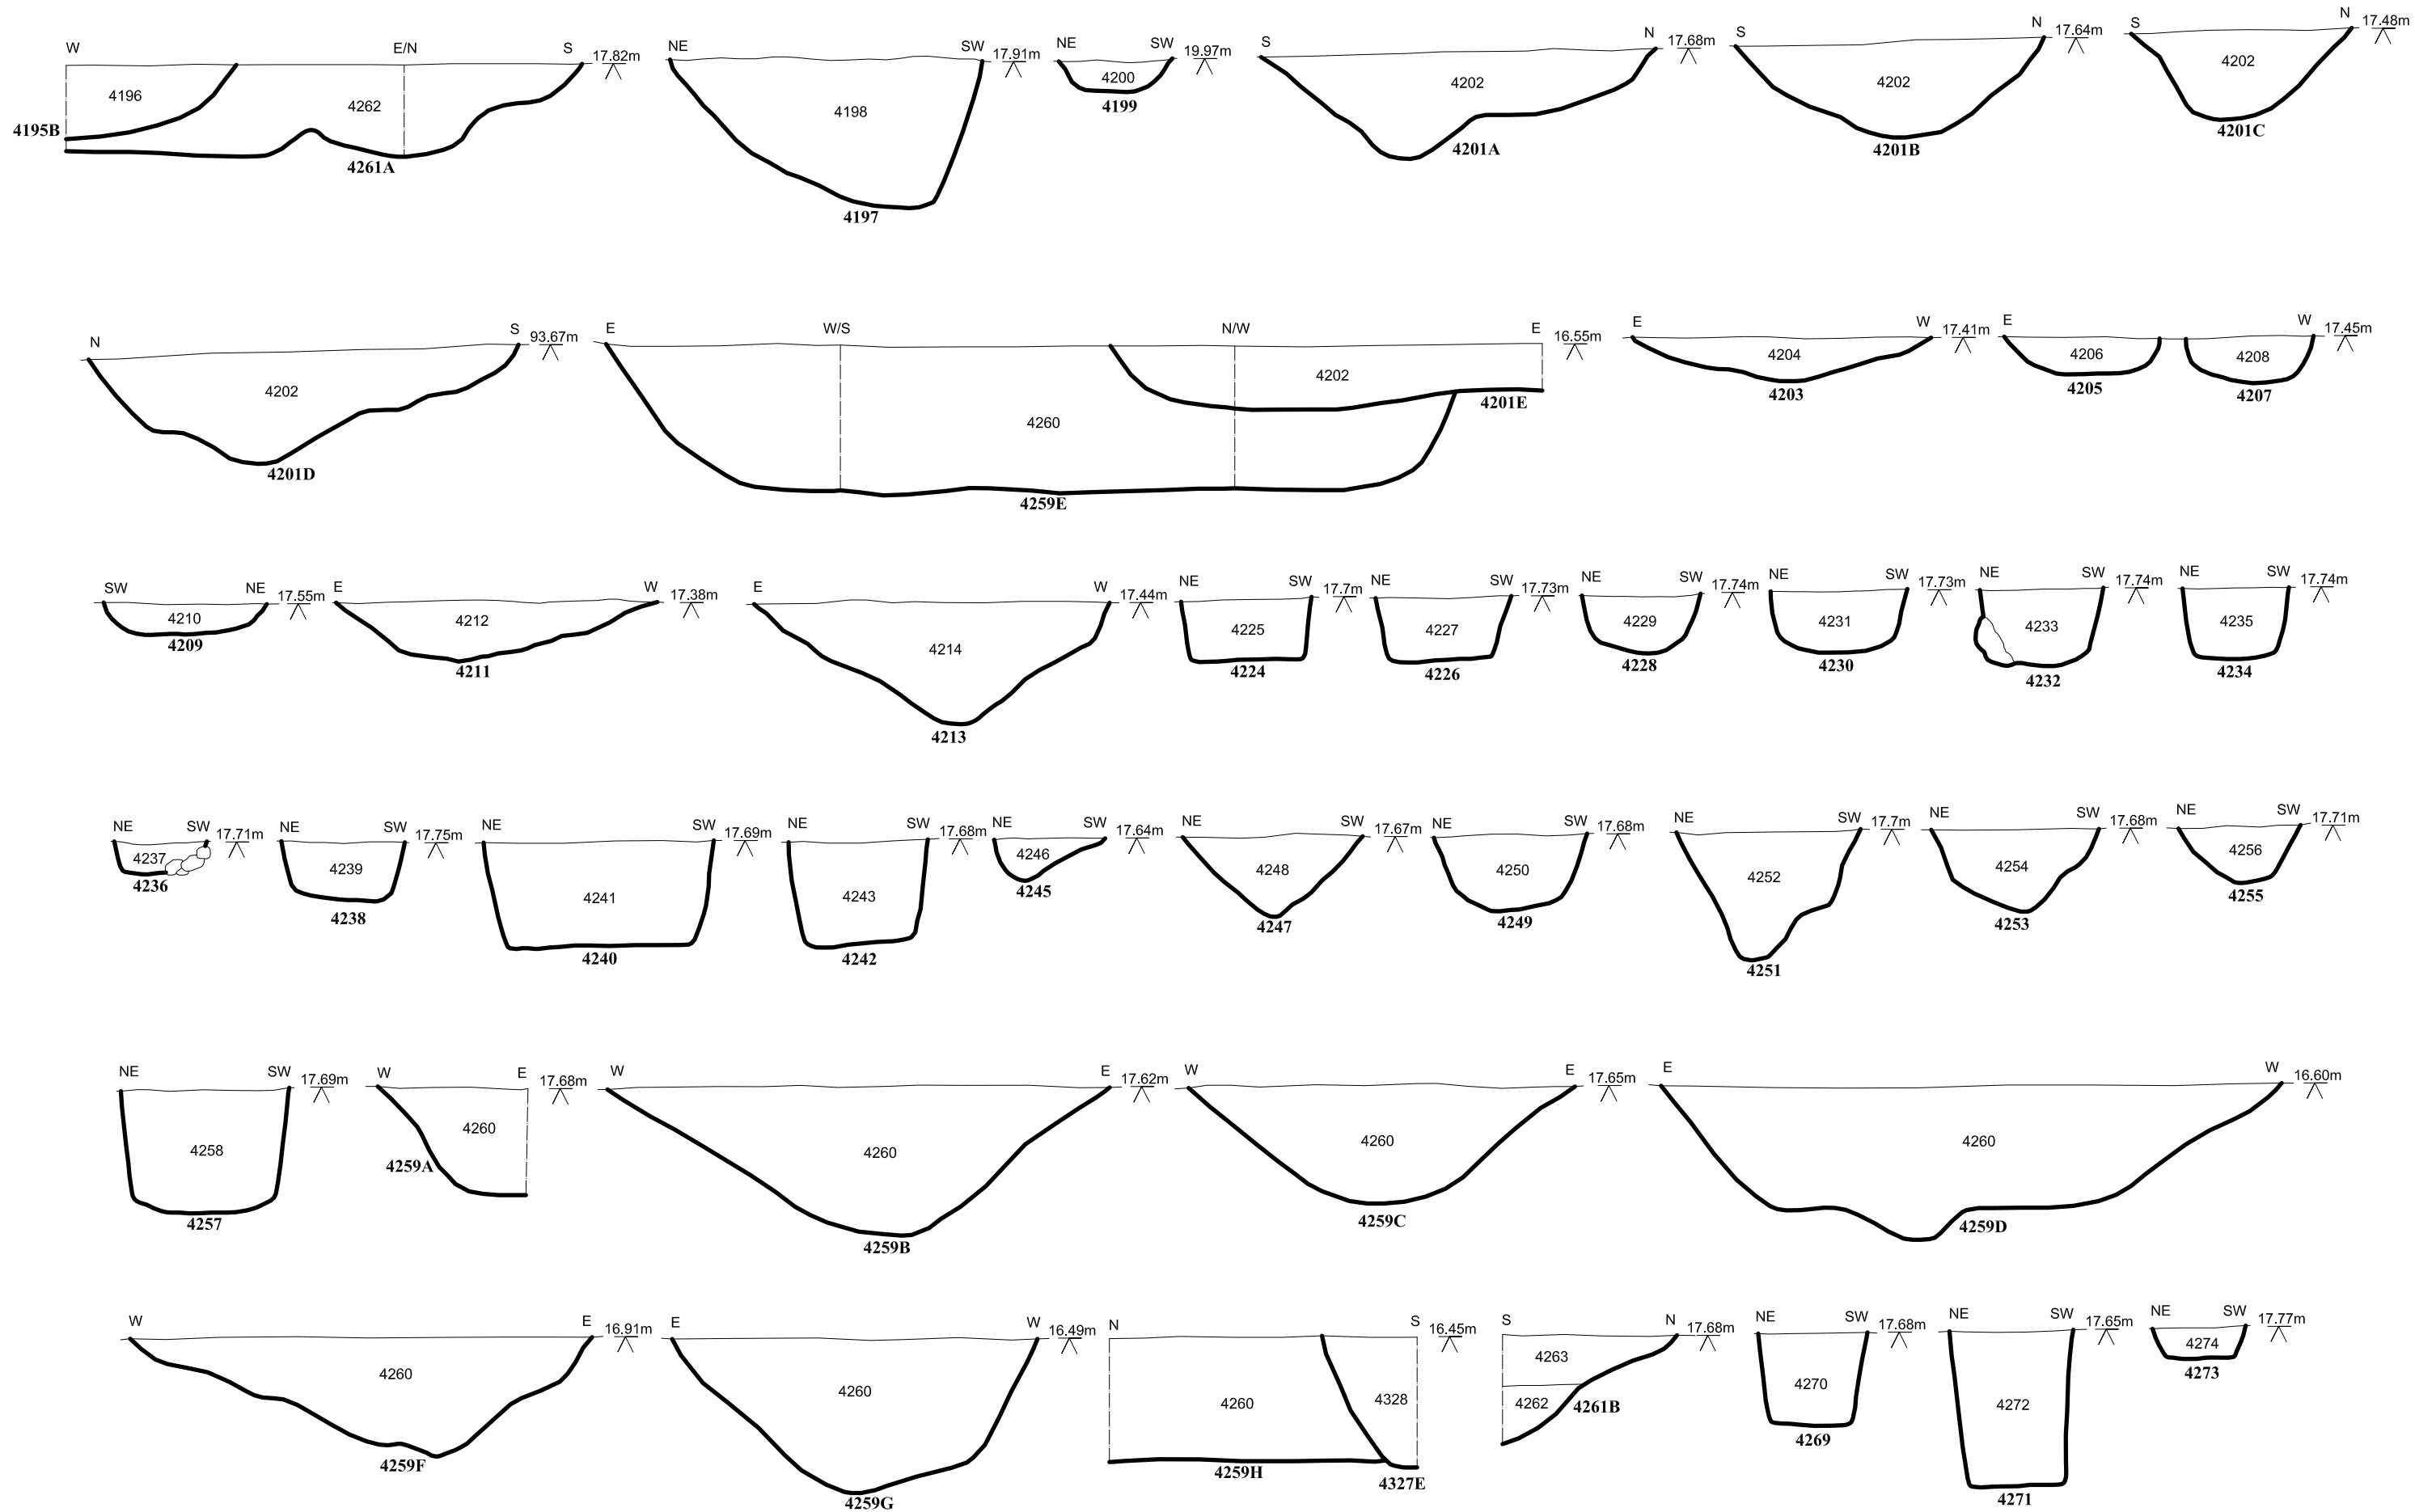 W E/N S 17.82m
4196 4262
4195B
4261A
NE SW 17.91m
4198
4197
NE SW 19.97m
4200
4199
S N 17.68m
4202
4201A
S N 17.64m
4202
4201B
S N 17.48m
4202
4201C
N S 93.67m
4202
4201D
E W/S N/W E 16.55m
4202
4201E
4260
4259E
E W 17.41m
4204
4203
E W 17.45m
4206 4208
4205 4207
SW NE 17.55m
4210
4209
E W 17.38m
4212
4211
E W 17.44m
4214
4213
NE SW 17.7m
4225
4224
NE SW 17.73m
4227
4226
NE SW 17.74m
4229
4228
NE SW 17.73m
4231
4230
NE SW 17.74m
4233
4232
NE SW 17.74m
4235
4234
NE SW 17.71m
4237
4236
NE SW 17.75m
4239
4238
NE SW 17.69m
4241
4240
NE SW 17.68m
4243
4242
NE SW 17.64m
4246
4245
NE SW 17.67m
4248
4247
NE SW 17.68m
4250
4249
NE SW 17.7m
4252
4251
NE SW 17.68m
4254
4253
NE SW 17.71m
4256
4255
NE SW 17.69m
4258
4257
W E 17.68m
4260
4259A
W E 17.62m
4260
4259B
W E 17.65m
4260
4259C
E W 16.60m
4260
4259D
W E 16.91m
4260
4259F
E W 16.49m
4260
4259G
N S 16.45m
4260 4328
4259H 4327E
S N 17.68m
4263
4262 4261B
NE SW 17.68m
4270
4269
NE SW 17.65m
4272
4271
NE SW 17.77m
4274
4273